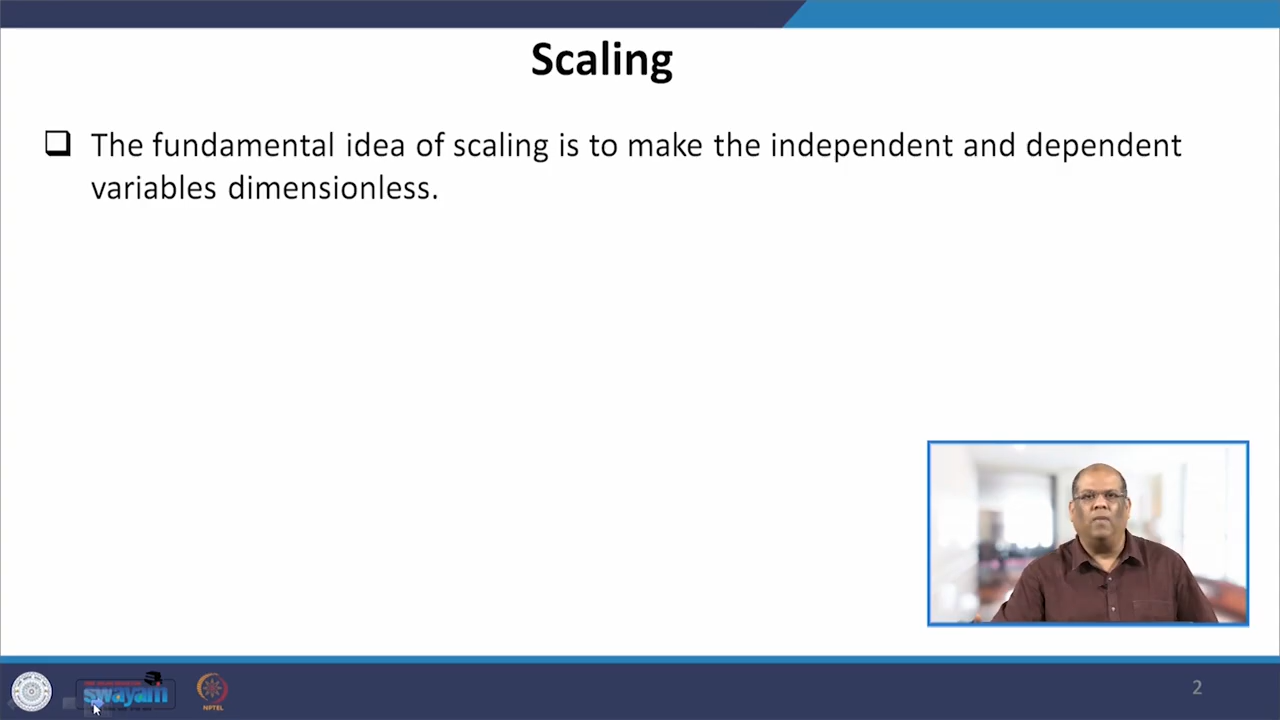 Scaling
The fundamental idea of scaling is to make the independent and dependent
variables dimensionless.
swayam
NPTEL
2